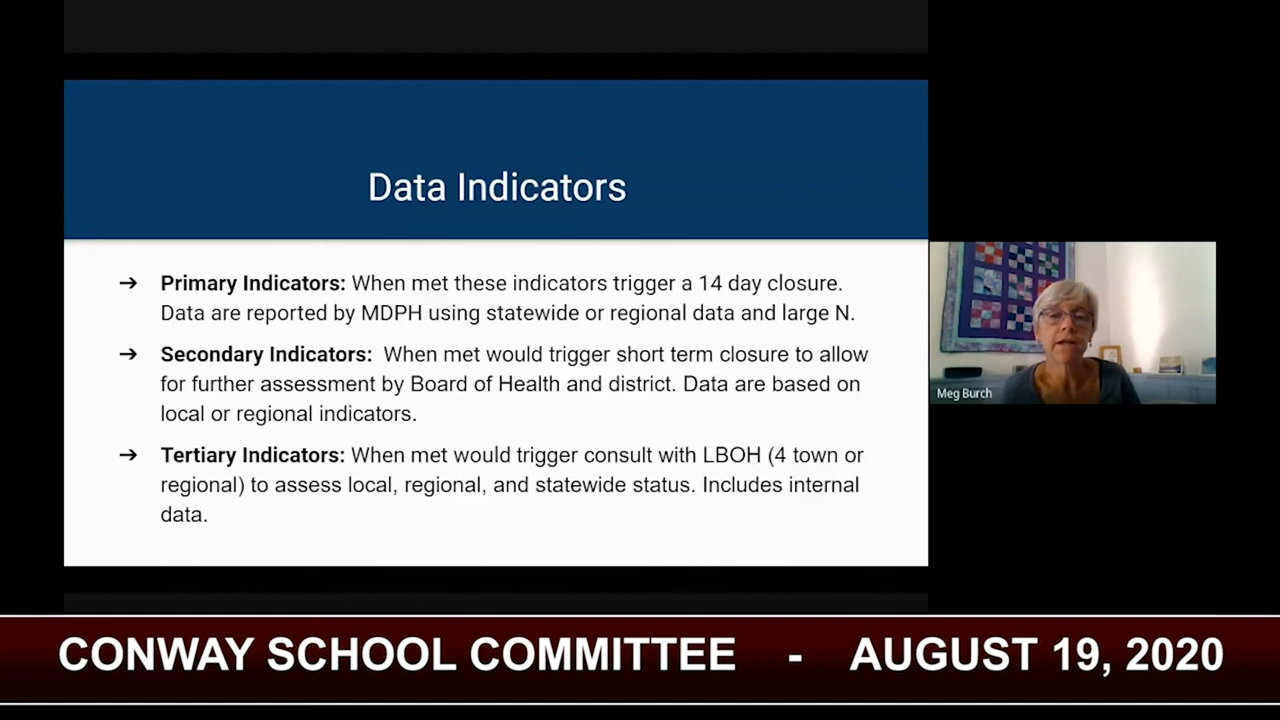 Data Indicators
➔ Primary Indicators: When met these indicators trigger a 14 day closure.
Data are reported by MDPH using statewide or regional data and large N.
➔ Secondary Indicators: When met would trigger short term closure to allow
for further assessment by Board of Health and district. Data are based on
local or regional indicators.
➔ Tertiary Indicators: When met would trigger consult with LBOH (4 town or
regional) to assess local, regional, and statewide status. Includes internal
data.
Meg Burch
CONWAY SCHOOL COMMITTEE - AUGUST 19, 2020